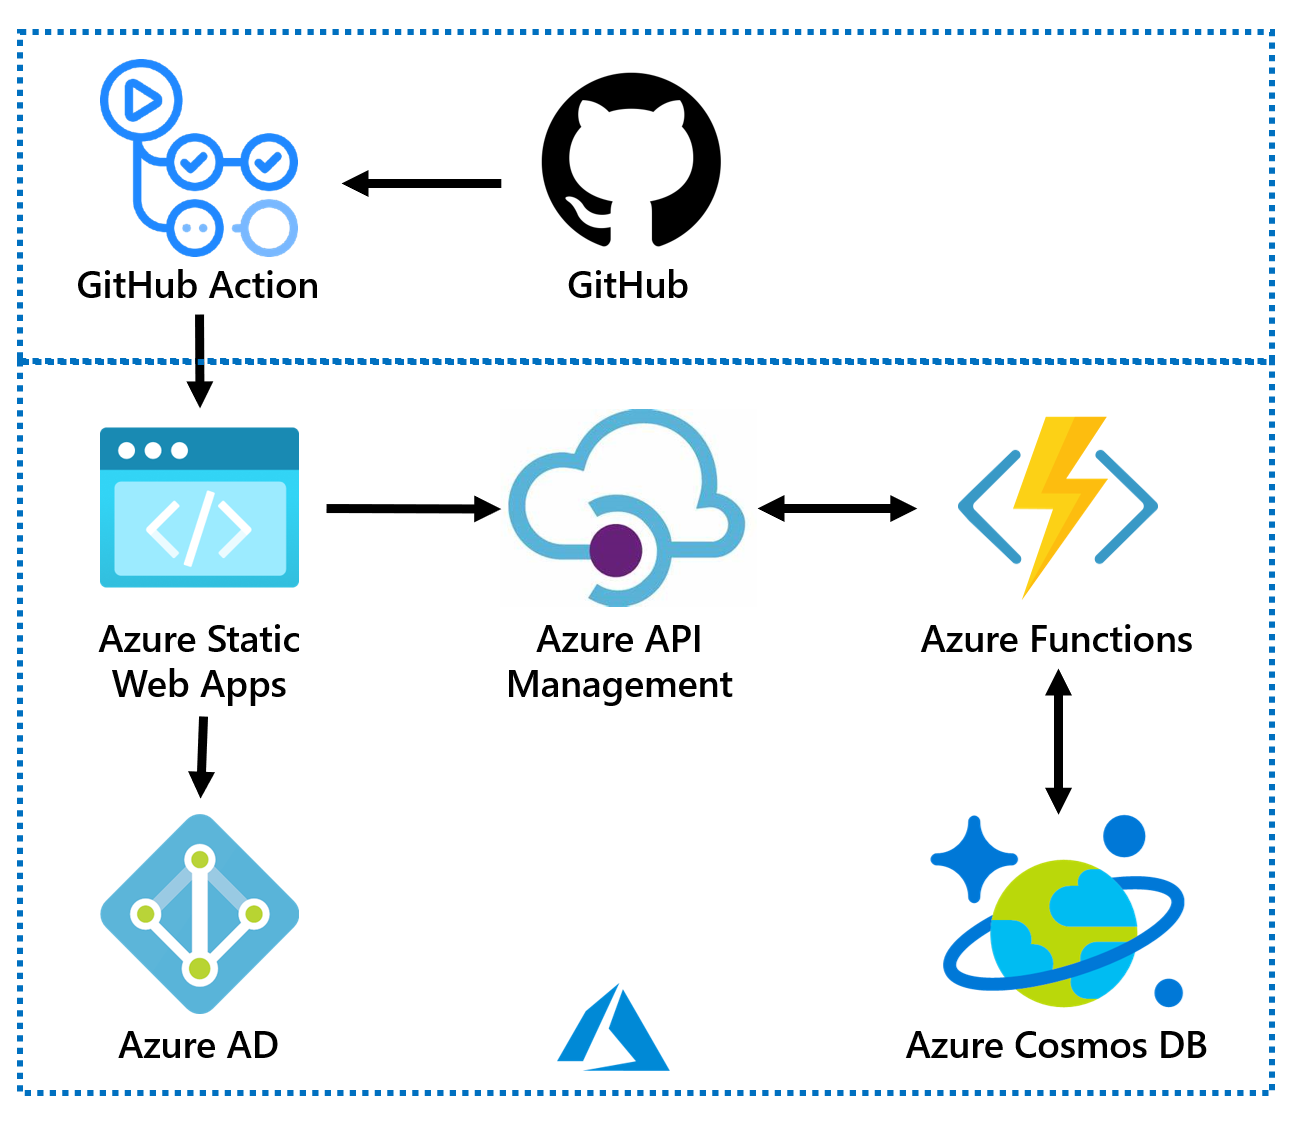 GitHub Action
GitHub
Azure Static
Web Apps
Azure API
Management
Azure Functions
Azure AD
Azure Cosmos DB